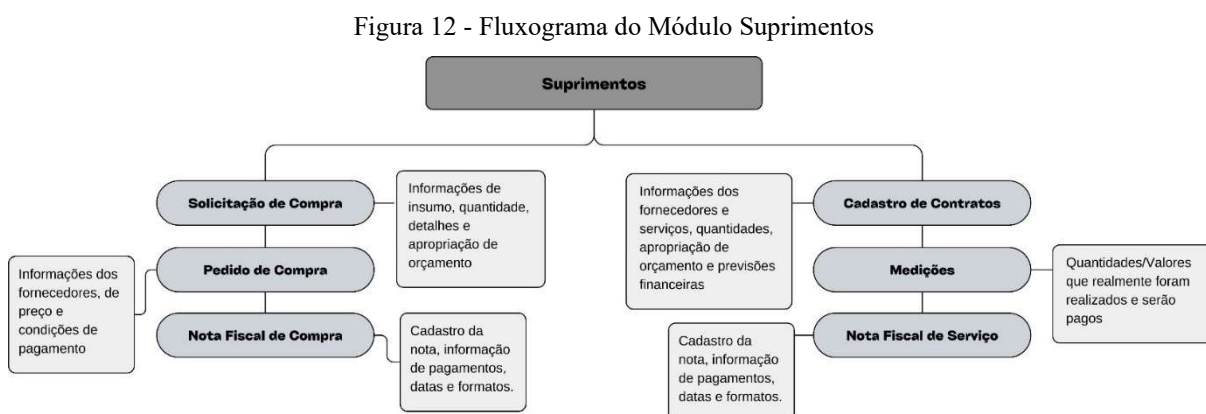 Figura 12 - Fluxograma do Módulo Suprimentos
Suprimentos
Solicitação de Compra
Informações de
insumo, quantidade,
detalhes e
apropriação de
orçamento
Pedido de Compra
Informações dos
fornecedores, de
preço e
condições de
pagamento
Nota Fiscal de Compra
Cadastro da
nota, informação
de pagamentos,
datas e formatos.
Informações dos
fornecedores e
serviços, quantidades,
apropriação de
orçamento e previsões
financeiras
Cadastro de Contratos
Medições
Quantidades/Valores
que realmente foram
realizados e serão
pagos
Nota Fiscal de Serviço
Cadastro da
nota, informação
de pagamentos,
datas e formatos.